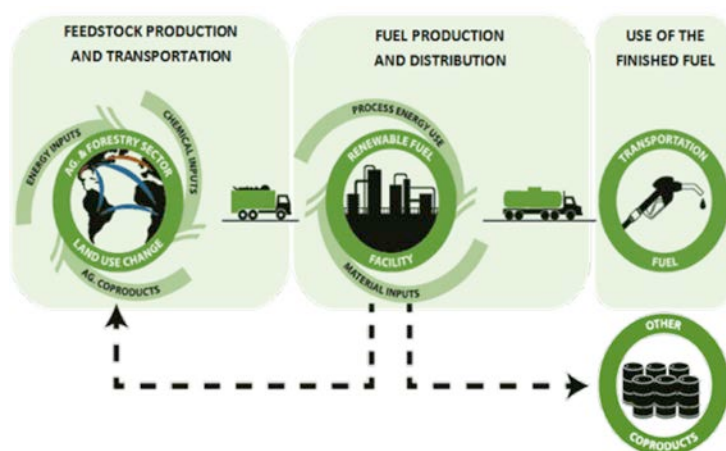 FEEDSTOCK PRODUCTION
AND TRANSPORTATION
FUEL PRODUCTION
AND DISTRIBUTION
USE OF THE
FINISHED FUEL
ENERGY INPUTS
CHEMICAL INPUTS
AG. & FORESTRY SECTOR
LAND USE CHANGE
AG. COPRODUCTS
PROCESS ENERGY USE
RENEWABLE FUEL
FACILITY
MATERIAL INPUTS
TRANSPORTATION
FUEL
OTHER
COPRODUCTS